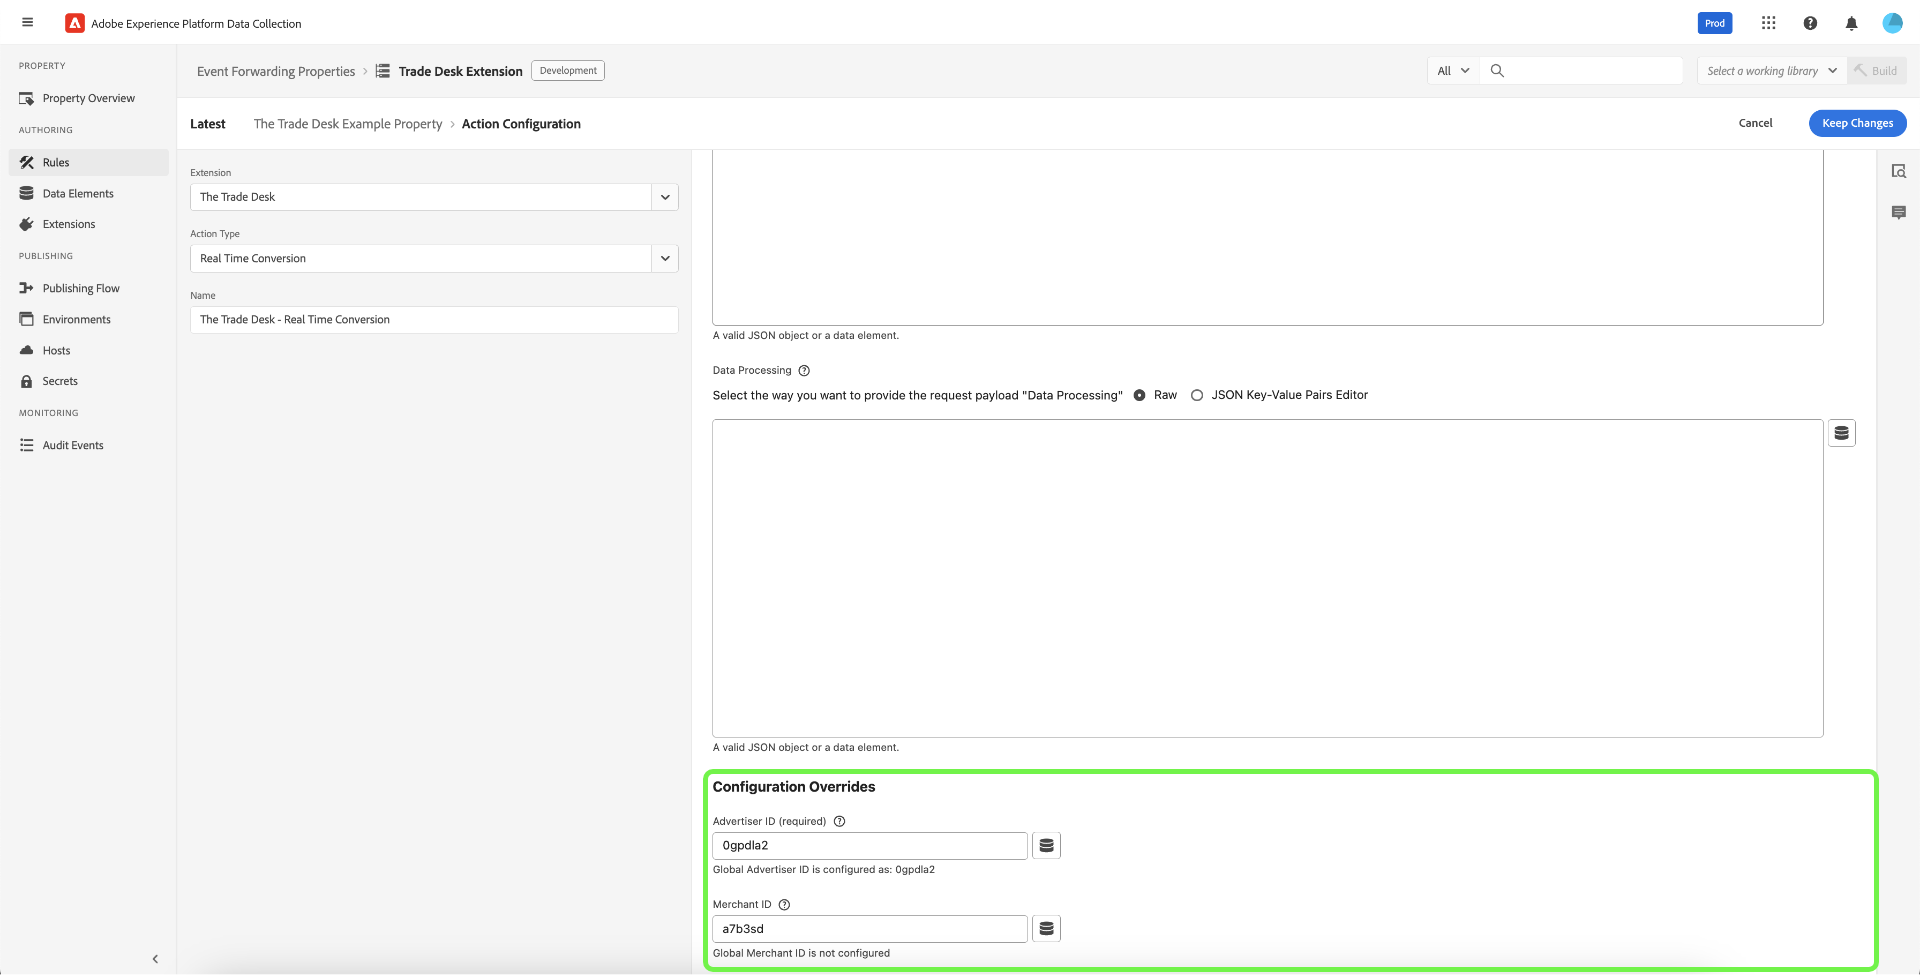 Adobe Experience Platform Data Collection
Prod
PROPERTY
Property Overview
AUTHORING
Rules
Data Elements
Extensions
PUBLISHING
Publishing Flow
Environments
Hosts
Secrets
MONITORING
Audit Events
Event Forwarding Properties > Trade Desk Extension Development
All
Select a working library
Build
Latest
The Trade Desk Example Property > Action Configuration
Cancel
Keep Changes
Extension
The Trade Desk
Action Type
Real Time Conversion
Name
The Trade Desk - Real Time Conversion
A valid JSON object or a data element.
Data Processing
Select the way you want to provide the request payload "Data Processing" Raw JSON Key-Value Pairs Editor
A valid JSON object or a data element.
Configuration Overrides
Advertiser ID (required)
0gpdla2
Global Advertiser ID is configured as: 0gpdla2
Merchant ID
a7b3sd
Global Merchant ID is not configured